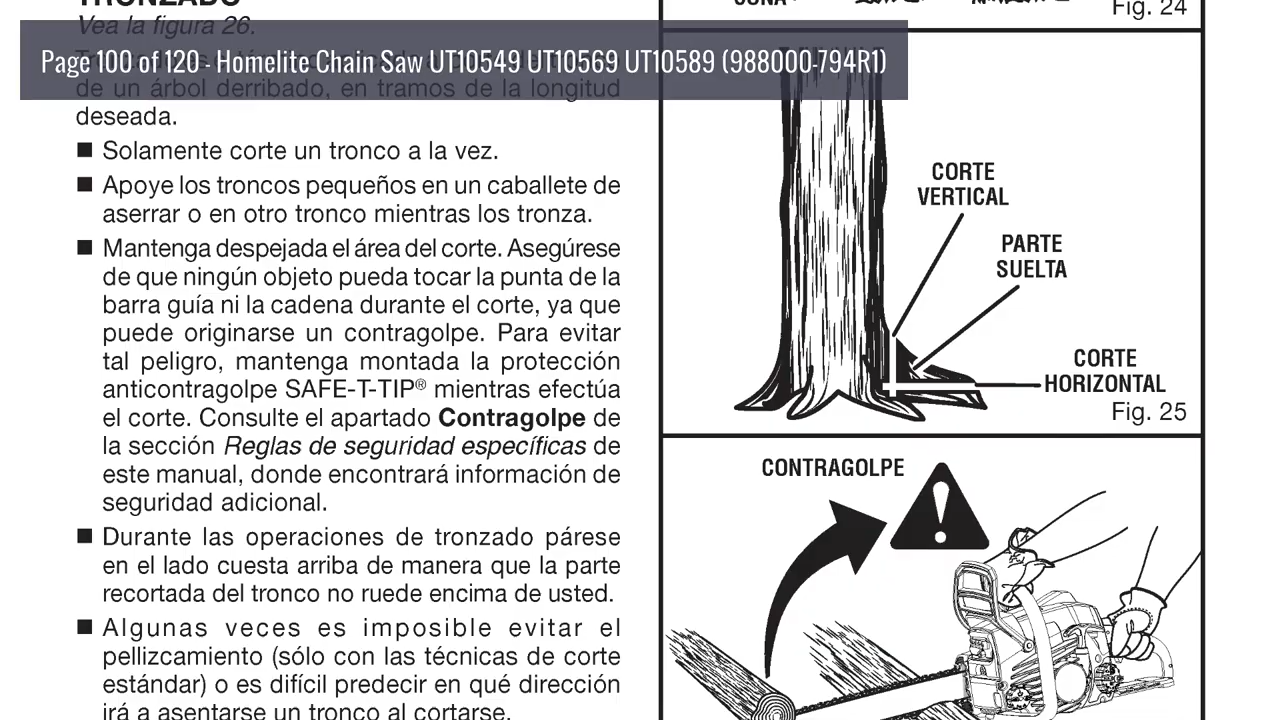 TRONZADO
Vea la figura 26.
Page 100 of 120 - Homelite Chain Saw UT10549 UT10569 UT10589 (988000-794R1)
de un árbol derribado, en tramos de la longitud
deseada.
■ Solamente corte un tronco a la vez.
■ Apoye los troncos pequeños en un caballete de
aserrar o en otro tronco mientras los tronza.
■ Mantenga despejada el área del corte. Asegúrese
de que ningún objeto pueda tocar la punta de la
barra guía ni la cadena durante el corte, ya que
puede originarse un contragolpe. Para evitar
tal peligro, mantenga montada la protección
anticontragolpe SAFE-T-TIP® mientras efectúa
el corte. Consulte el apartado Contragolpe de
la sección Reglas de seguridad específicas de
este manual, donde encontrará información de
seguridad adicional.
■ Durante las operaciones de tronzado párese
en el lado cuesta arriba de manera que la parte
recortada del tronco no ruede encima de usted.
■ Algunas veces es imposible evitar el
pellizcamiento (sólo con las técnicas de corte
estándar) o es difícil predecir en qué dirección
irá a asentarse un tronco al cortarse.
Fig. 24
CORTE
VERTICAL
PARTE
SUELTA
CORTE
HORIZONTAL
Fig. 25
CONTRAGOLPE